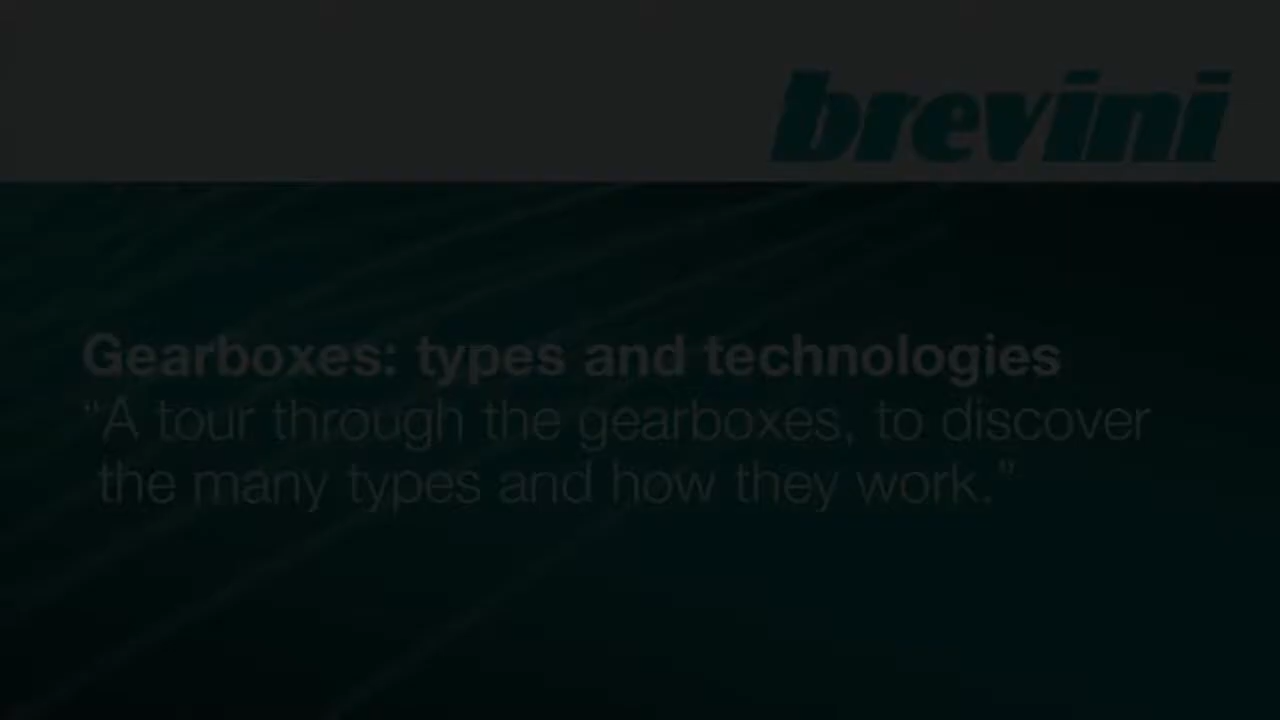 brevini
Gearboxes: types and technologies
“A tour through the gearboxes, to discover
the many types and how they work.”